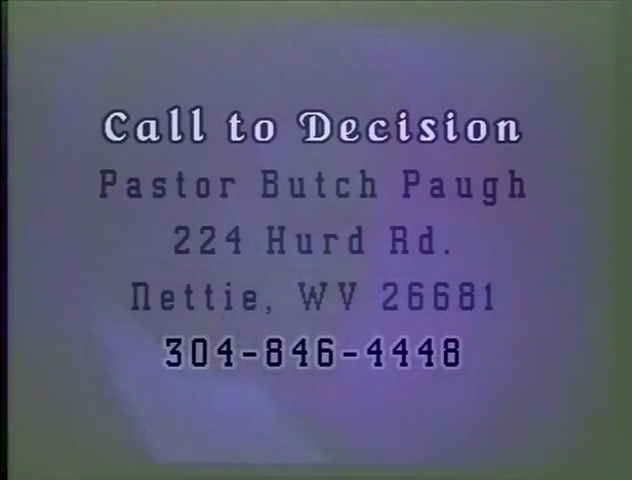 Call to Decision
Pastor Butch Paugh
224 Hurd Rd.
Nettie, WV 26681
304-846-4448